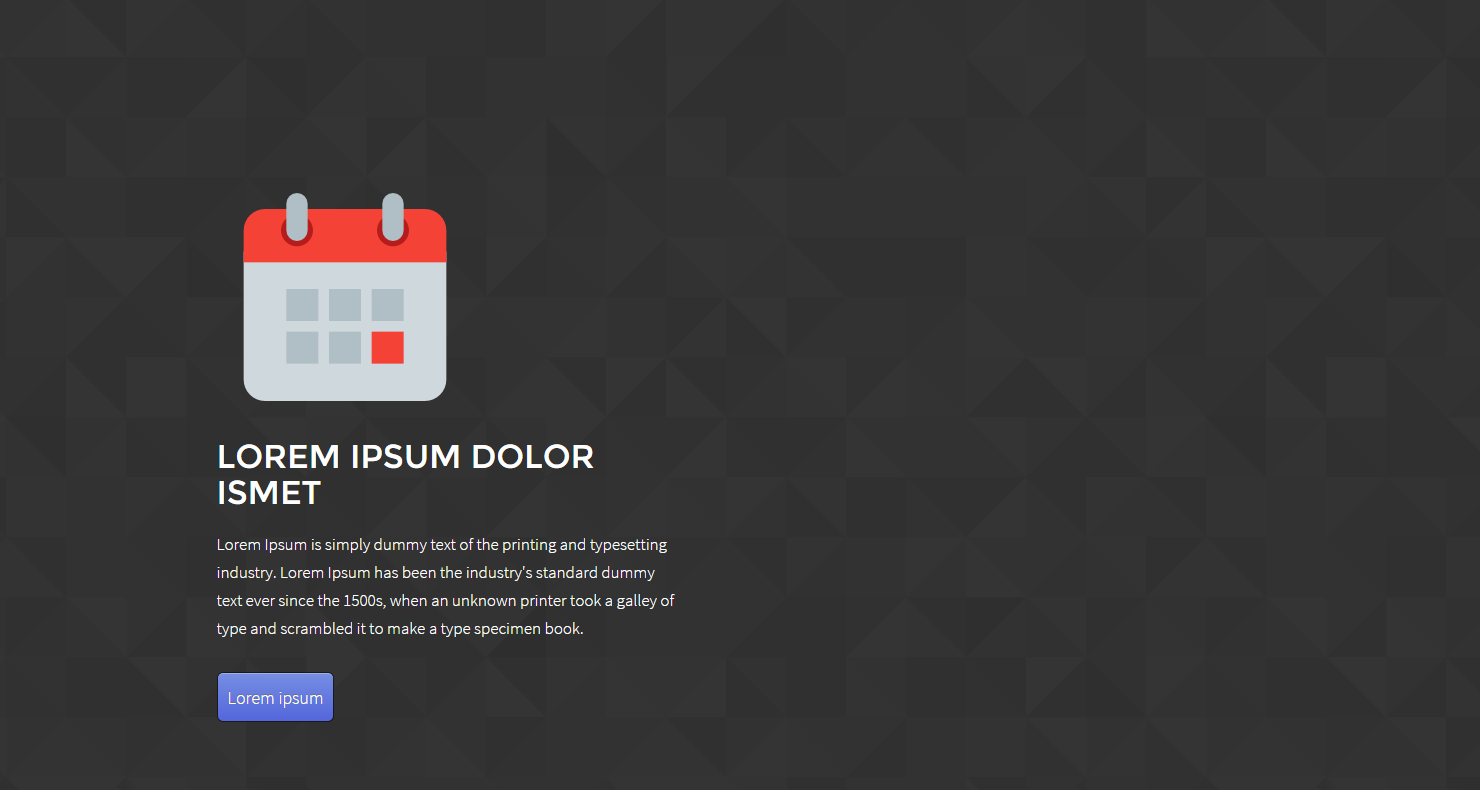 LOREM IPSUM DOLOR
ISMET
Lorem Ipsum is simply dummy text of the printing and typesetting
industry. Lorem Ipsum has been the industry's standard dummy
text ever since the 1500s, when an unknown printer took a galley of
type and scrambled it to make a type specimen book.
Lorem ipsum